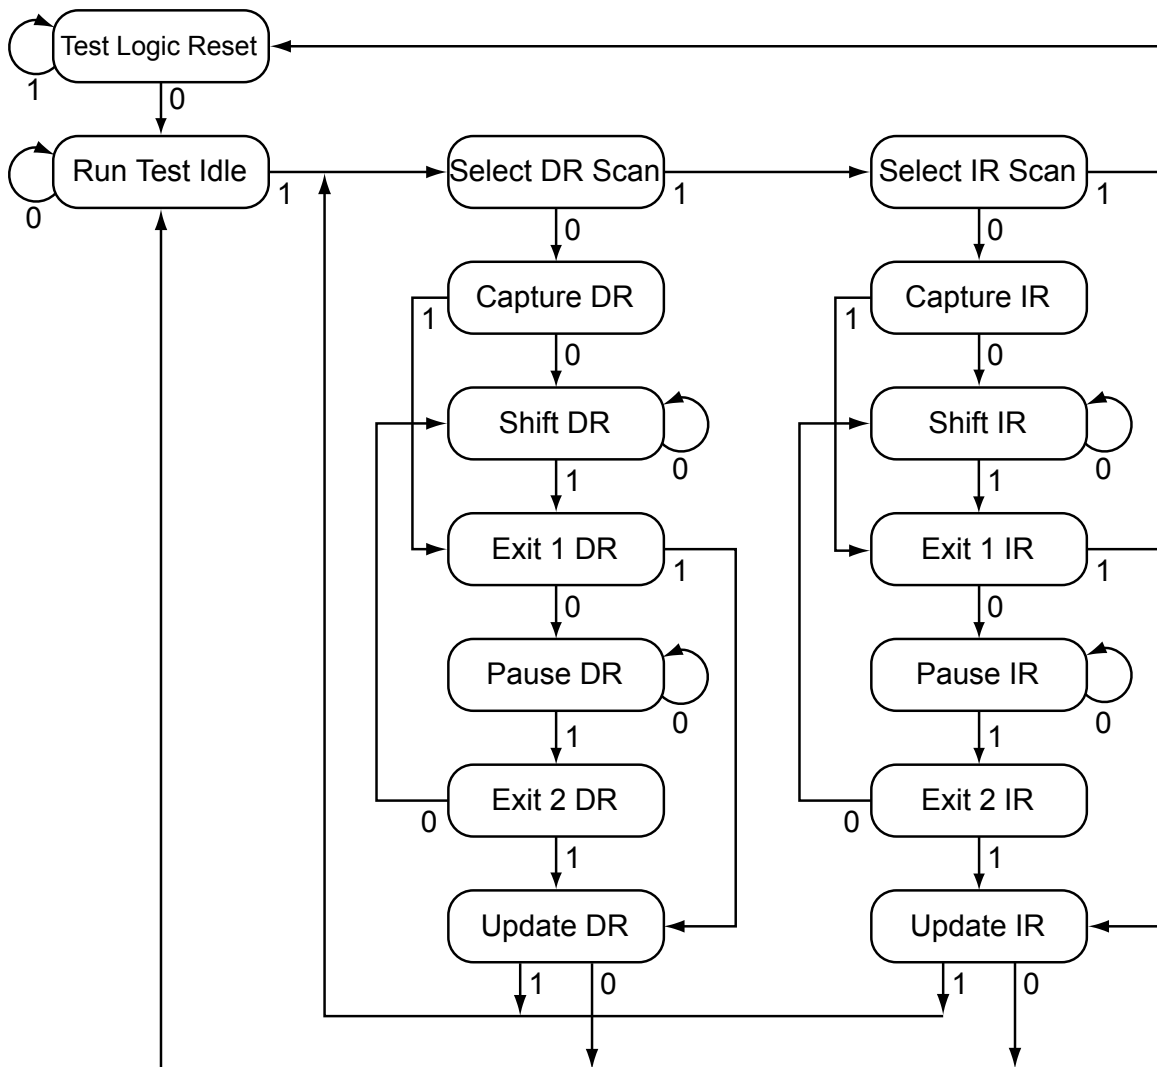 Test Logic Reset
1
0
Run Test Idle
0
1
Select DR Scan
1
0
Select IR Scan
1
0
Capture DR
1
0
Capture IR
1
0
Shift DR
0
1
Shift IR
0
1
Exit 1 DR
1
0
Exit 1 IR
1
0
Pause DR
0
1
Pause IR
0
1
Exit 2 DR
0
1
Exit 2 IR
0
1
Update DR
1
0
Update IR
1
0